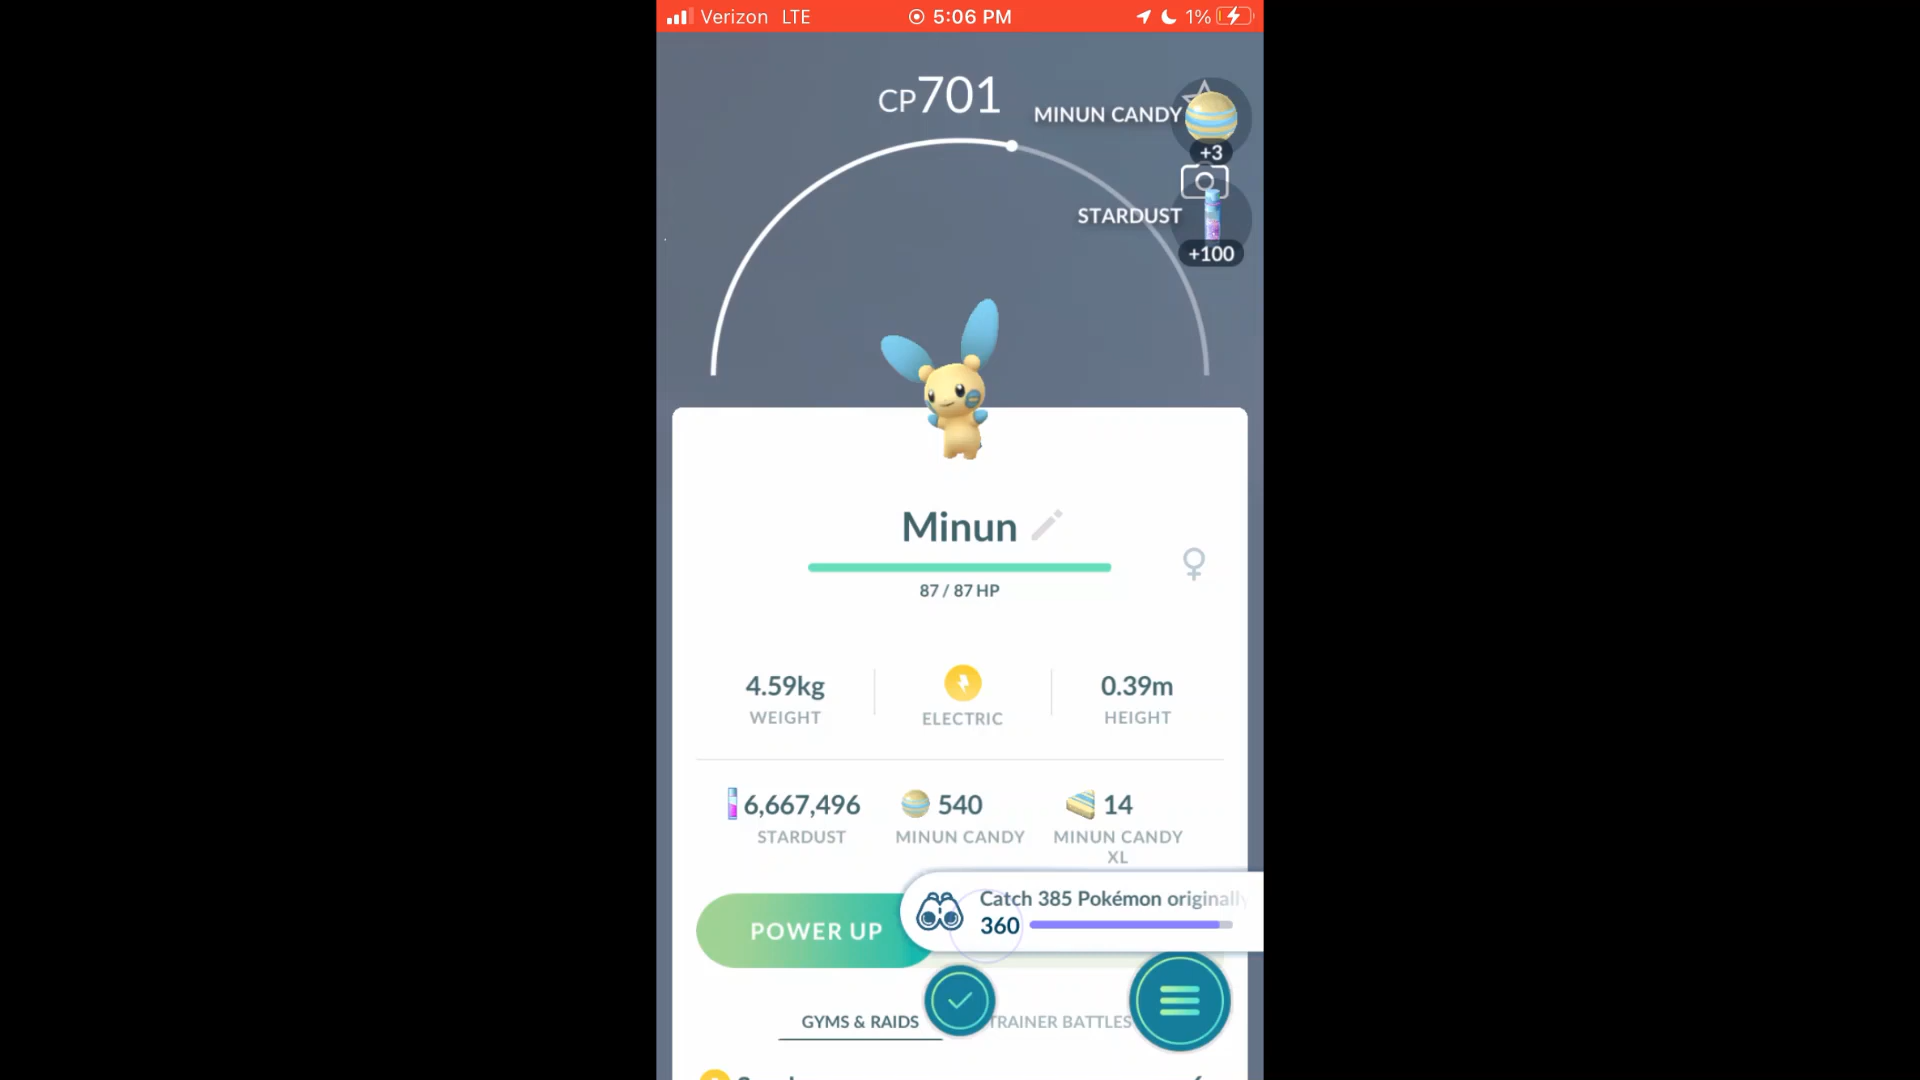 Verizon LTE 5:06 PM 1%
CP701
MINUN CANDY
+3
STARDUST
+100
Minun
87 / 87 HP
4.59kg
WEIGHT
ELECTRIC
0.39m
HEIGHT
6,667,496
STARDUST
540
MINUN CANDY
14
MINUN CANDY
XL
POWER UP
Catch 385 Pokémon originally
360
GYMS & RAIDS
TRAINER BATTLES